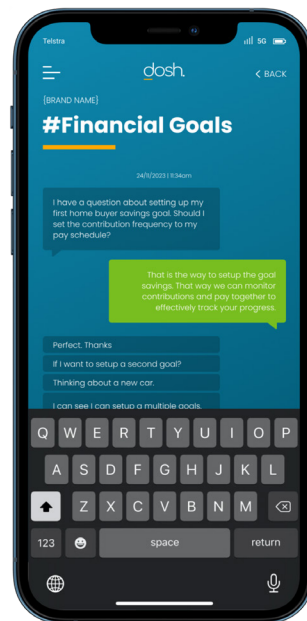 Telstra
5G
dosh.
< BACK
{BRAND NAME}
#Financial Goals
24/11/2023 | 11:34am
I have a question about setting up my
first home buyer savings goal. Should I
set the contribution frequency to my
pay schedule?
That is the way to setup the goal
savings. That way we can monitor
contributions and pay together to
effectively track your progress.
Perfect. Thanks
If I want to setup a second goal?
Thinking about a new car.
I can see I can setup a multiple goals.
Q W E R T Y U I O P
A S D F G H J K L
Z X C V B N M
123
space
return